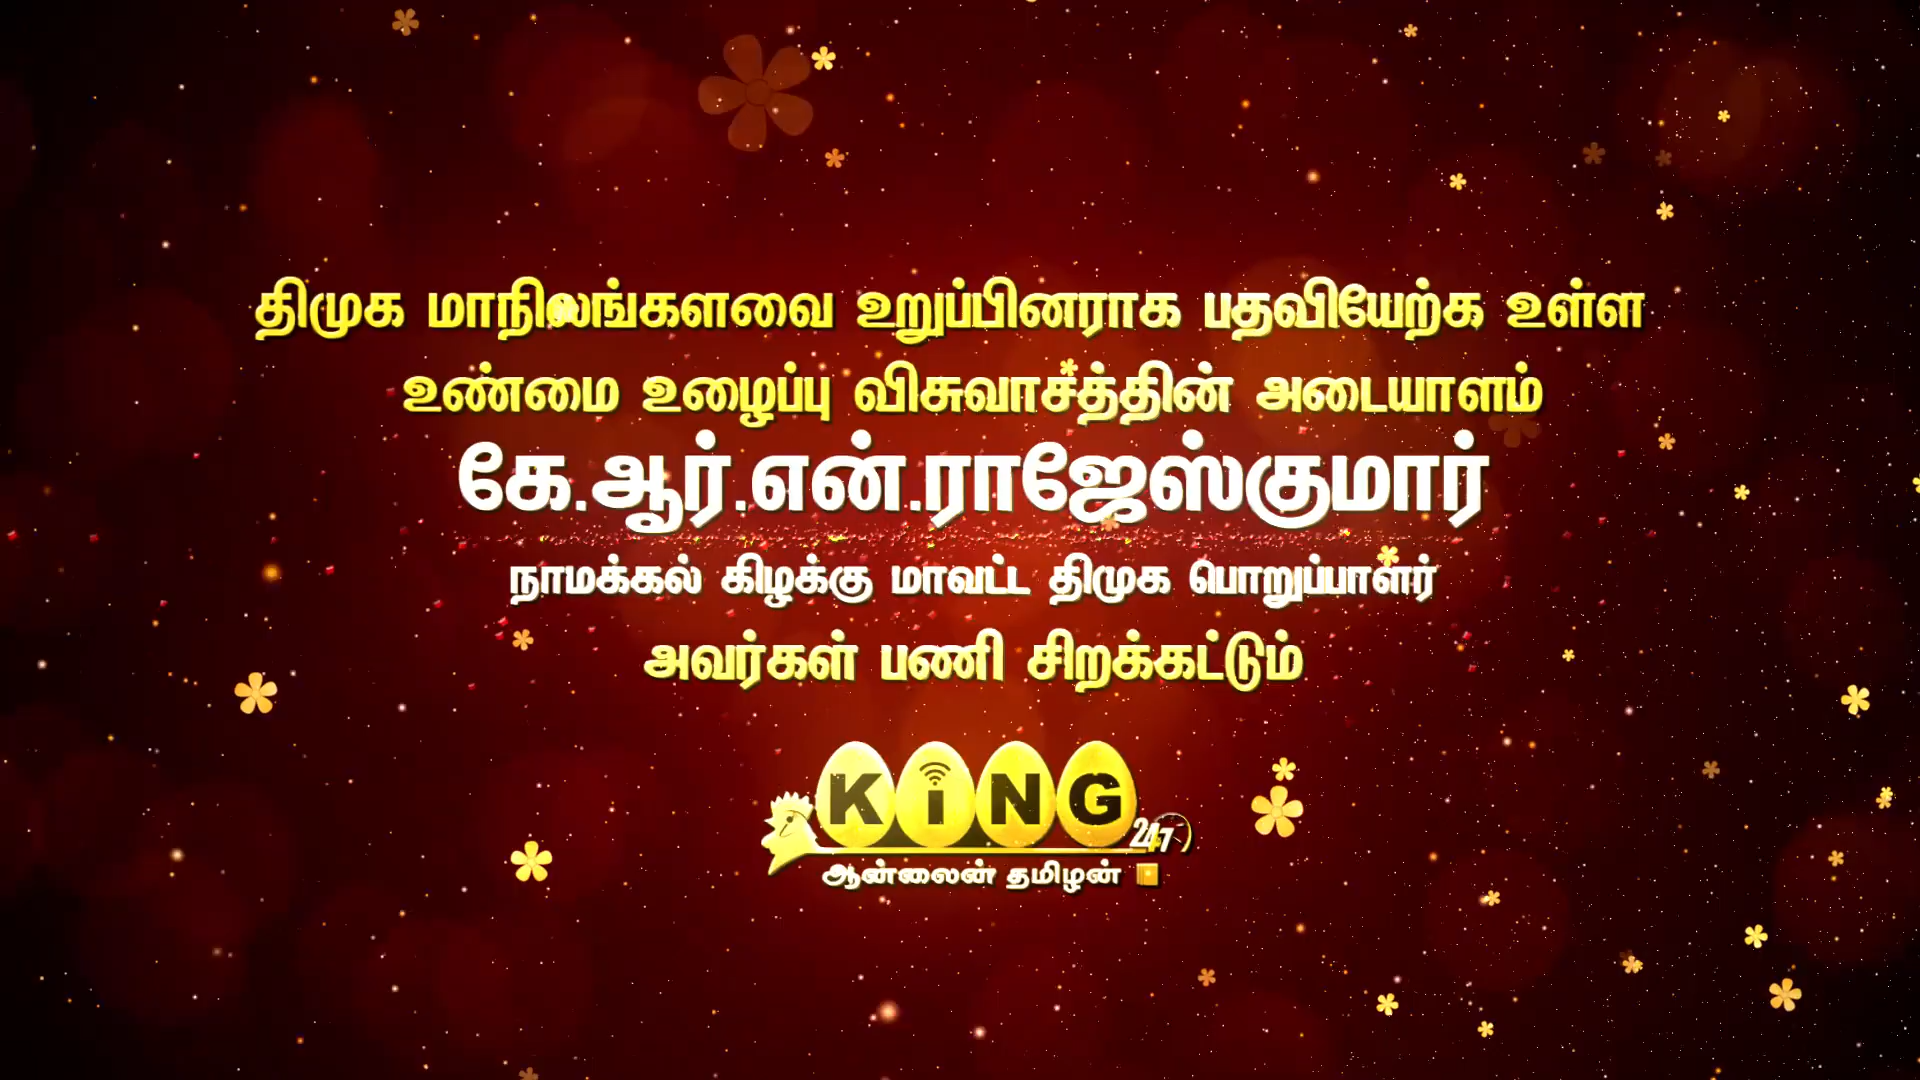 திமுக மாநிலங்களவை உறுப்பினராக பதவியேற்க உள்ள
உண்மை உழைப்பு விசுவாச்த்தின் அடையாளம்
கே.ஆர்.என்.ராஜேஸ்குமார்
நாமக்கல் கிழக்கு மாவட்ட திமுக பொறுப்பாளர்
அவர்கள் பணி சிறக்கட்டும்
KiNG 24/7
ஆன்லைன் தமிழன்